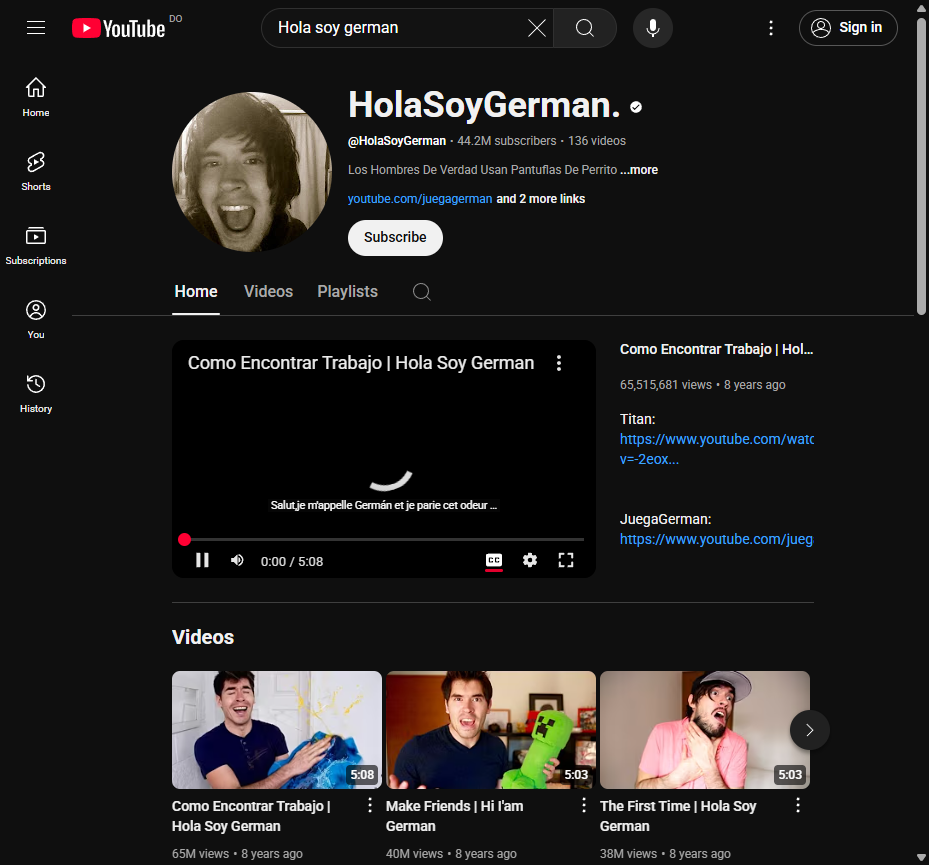 YouTube DO
Hola soy german
Sign in
Home
Shorts
Subscriptions
You
History
HolaSoyGerman.
@HolaSoyGerman · 44.2M subscribers · 136 videos
Los Hombres De Verdad Usan Pantuflas De Perrito ...more
youtube.com/juegagerman and 2 more links
Subscribe
Home Videos Playlists
Como Encontrar Trabajo | Hola Soy German
Salut,je m'appelle Germán et je parie cet odeur ...
0:00 / 5:08
CC
Como Encontrar Trabajo | Hol...
65,515,681 views • 8 years ago
Titan:
https://www.youtube.com/watc
v=-2eox...
JuegaGerman:
https://www.youtube.com/jueg
Videos
5:08
Como Encontrar Trabajo |
Hola Soy German
65M views • 8 years ago
5:03
Make Friends | Hi I'am
German
40M views • 8 years ago
5:03
The First Time | Hola Soy
German
38M views • 8 years ago